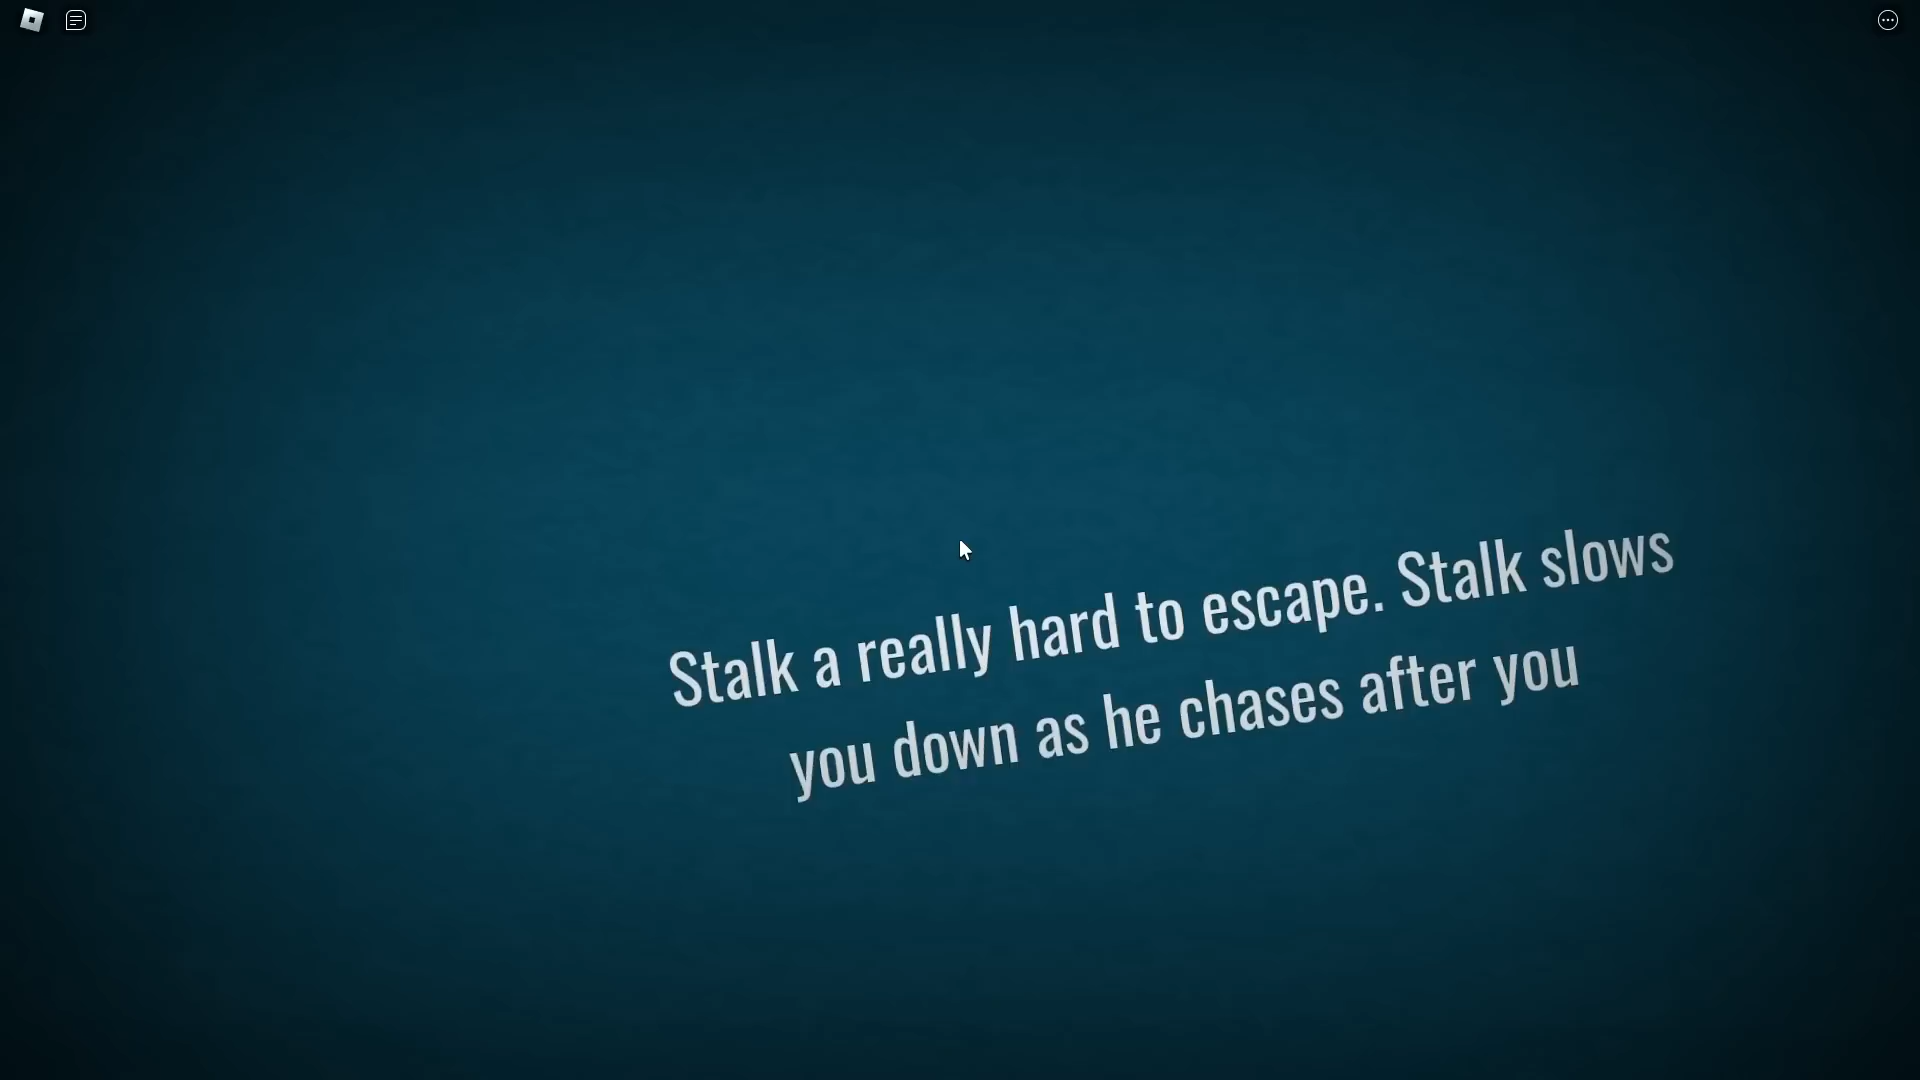 Stalk a really hard to escape. Stalk slows
you down as he chases after you